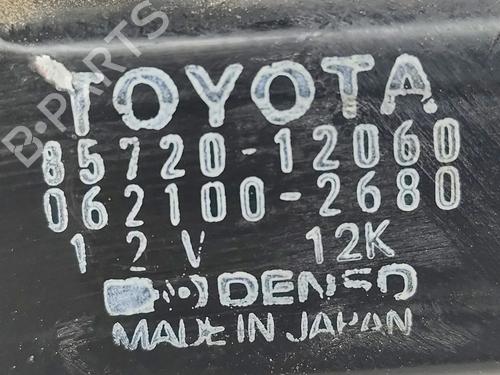 B-PARTS
TOYOTA
85720-12060
062100-2680
12V 12K
DENSO
MADE IN JAPAN